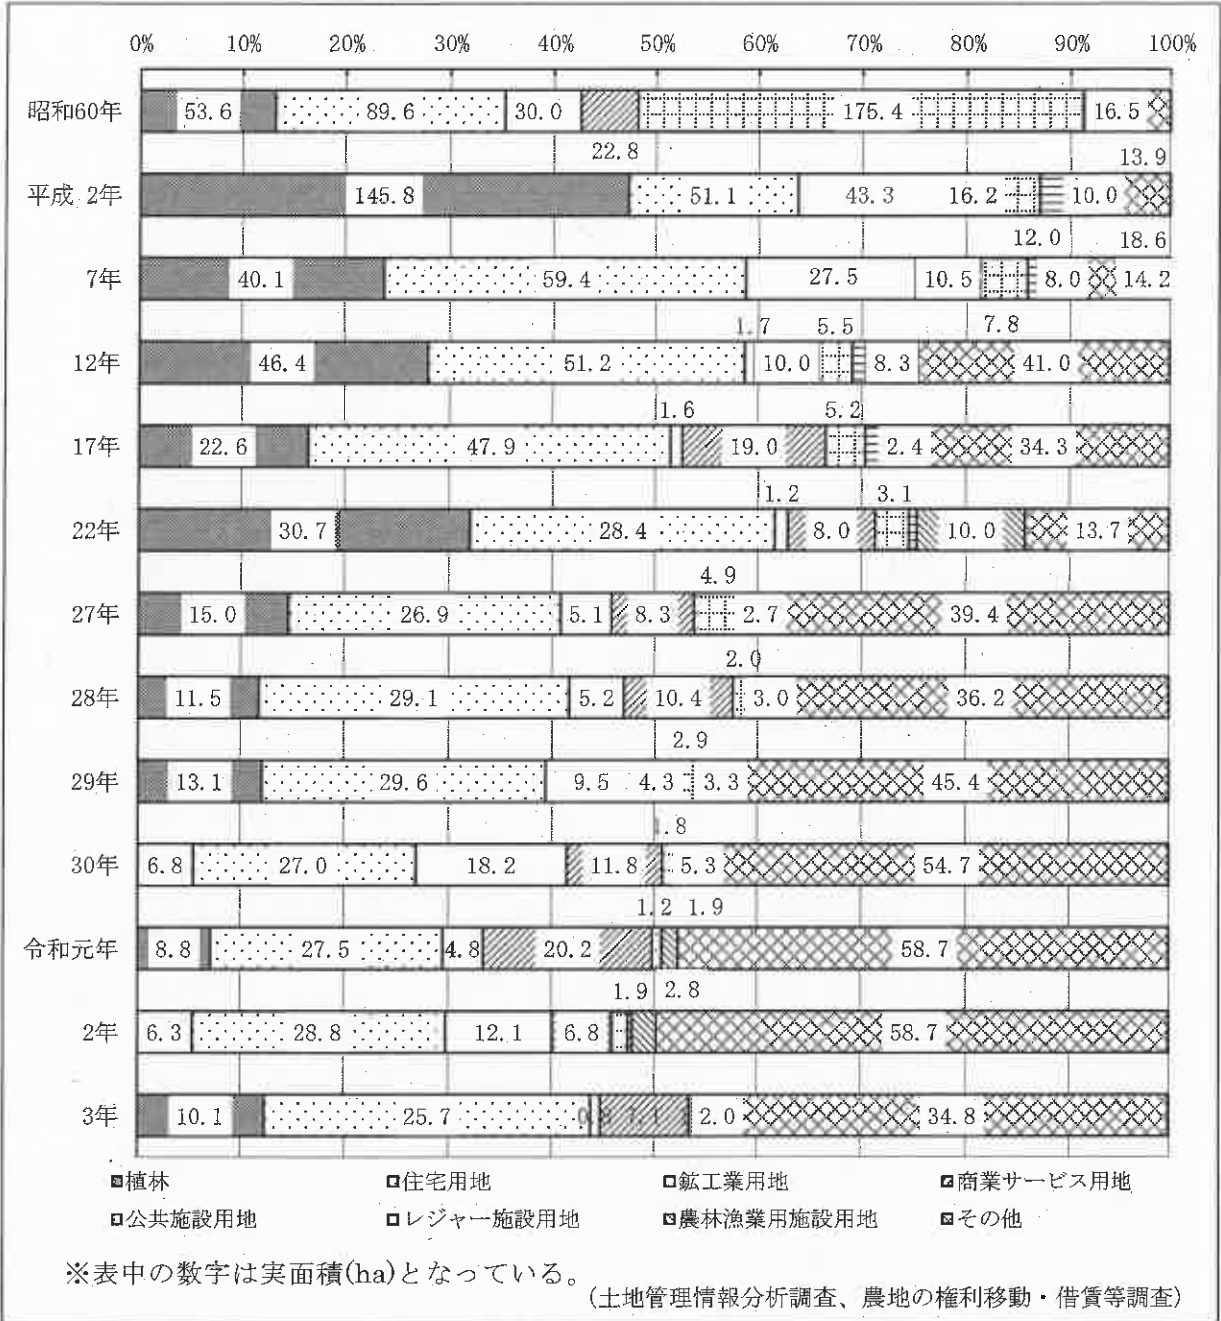 0% 10% 20% 30% 40% 50% 60% 70% 80% 90% 100%
昭和60年 53.6 89.6 30.0 175.4 16.5
22.8 13.9
平成 2年 145.8 51.1 43.3 16.2 10.0
12.0 18.6
7年 40.1 59.4 27.5 10.5 8.0 14.2
1.7 5.5 7.8
12年 46.4 51.2 10.0 8.3 41.0
1.6 5.2
17年 22.6 47.9 19.0 2.4 34.3
1.2 3.1
22年 30.7 28.4 8.0 10.0 13.7
4.9
27年 15.0 26.9 5.1 8.3 2.7 39.4
2.0
28年 11.5 29.1 5.2 10.4 3.0 36.2
2.9
29年 13.1 29.6 9.5 4.3 3.3 45.4
.8
30年 6.8 27.0 18.2 11.8 5.3 54.7
1.2 1.9
令和元年 8.8 27.5 4.8 20.2 58.7
1.9 2.8
2年 6.3 28.8 12.1 6.8 58.7
3年 10.1 25.7 2.0 34.8
植林 住宅用地 鉱工業用地 商業サービス用地
公共施設用地 レジャー施設用地 農林漁業用施設用地 その他
※表中の数字は実面積(ha)となっている。
(土地管理情報分析調査、農地の権利移動・借賃等調査)